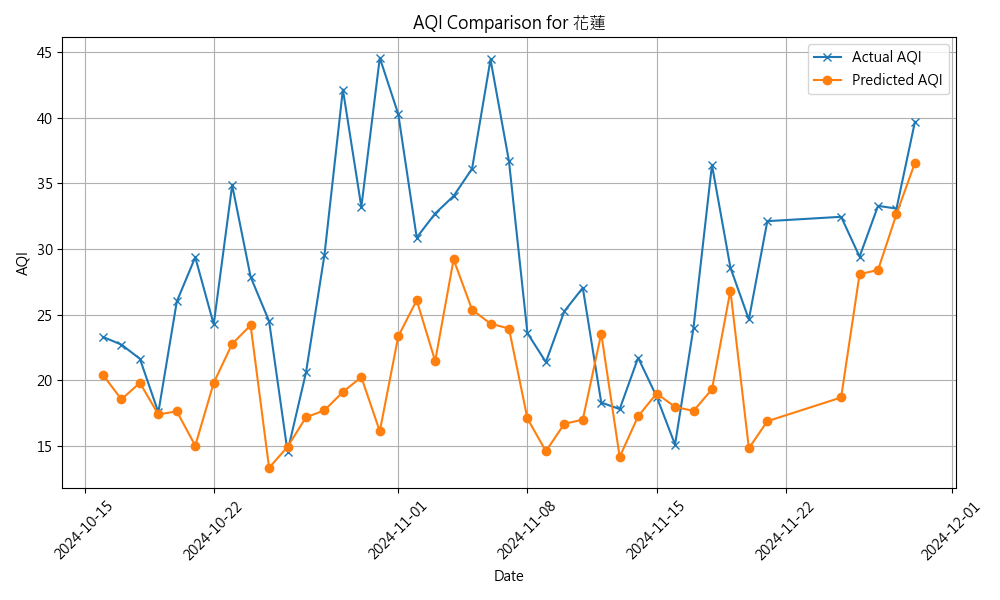 AQI Comparison for 花蓮
Actual AQI
Predicted AQI
45
40
35
30
25
20
15
AQI
2024-10-15
2024-10-22
2024-11-01
2024-11-08
2024-11-15
2024-11-22
2024-12-01
Date